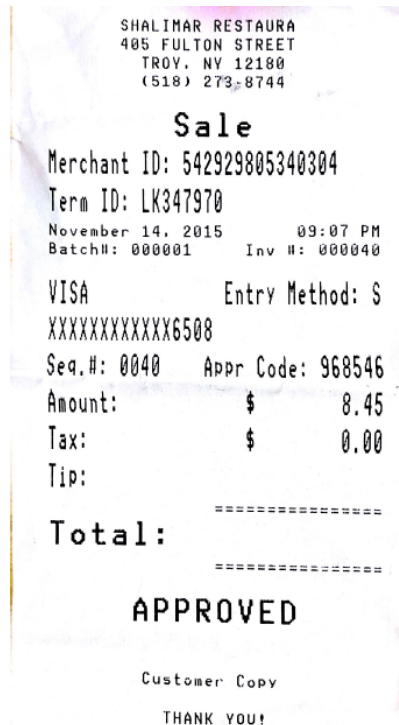 SHALIMAR RESTAURA
405 FULTON STREET
TROY, NV 12180
(518) 273-8744
Sale
Merchant ID: 542929805340304
Term ID: LK347970
November 14, 2015 09:07 PM
Batch#: 000001 Inv #: 000040
VISA Entry Method: S
XXXXXXXXXXXX6508
Seq.#: 0040 Appr Code: 968546
Amount: $ 8.45
Tax: $ 0.00
Tip:
================
Total:
================
APPROVED
Customer Copy
THANK YOU!